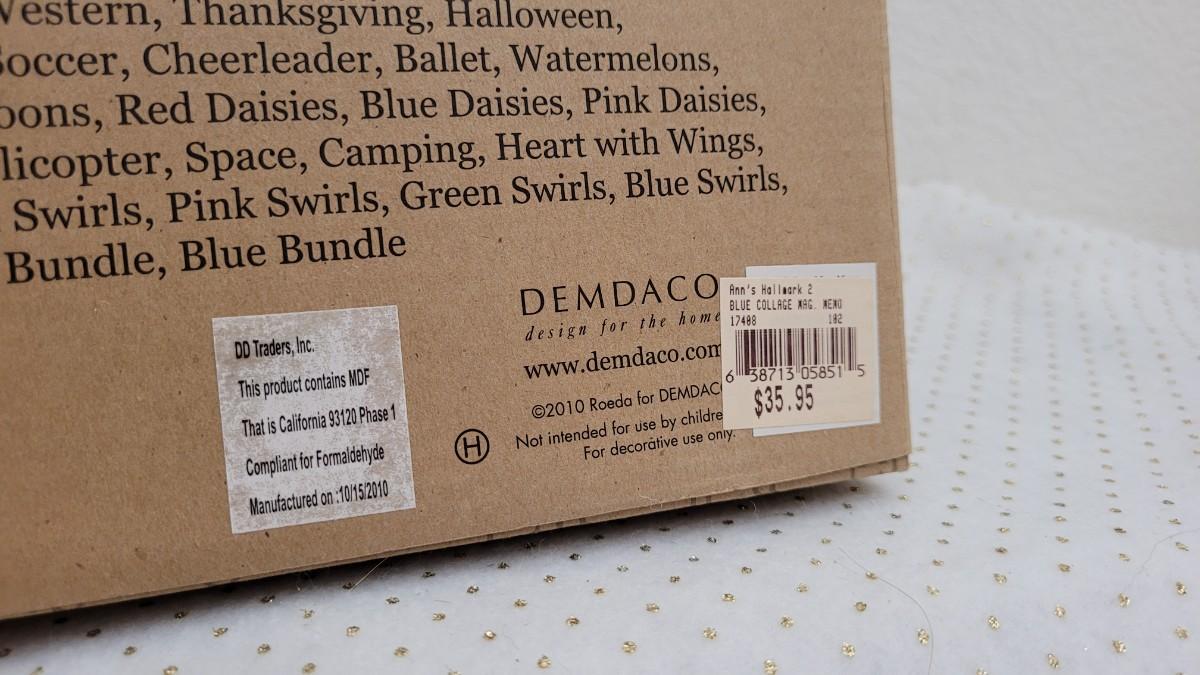 Western, Thanksgiving, Halloween,
Soccer, Cheerleader, Ballet, Watermelons,
oons, Red Daisies, Blue Daisies, Pink Daisies,
licopter, Space, Camping, Heart with Wings,
Swirls, Pink Swirls, Green Swirls, Blue Swirls,
Bundle, Blue Bundle
DEMDACO
design for the home
www.demdaco.com
©2010 Roeda for DEMDAC
Not intended for use by childre
For decorative use only.
H
DD Traders, Inc.
This product contains MDF
That is California 93120 Phase 1
Compliant for Formaldehyde
Manufactured on :10/15/2010
Ann's Hallmark 2
BLUE COLLAGE MAG. MEMO
17408 102
6 38713 05851 5
$35.95